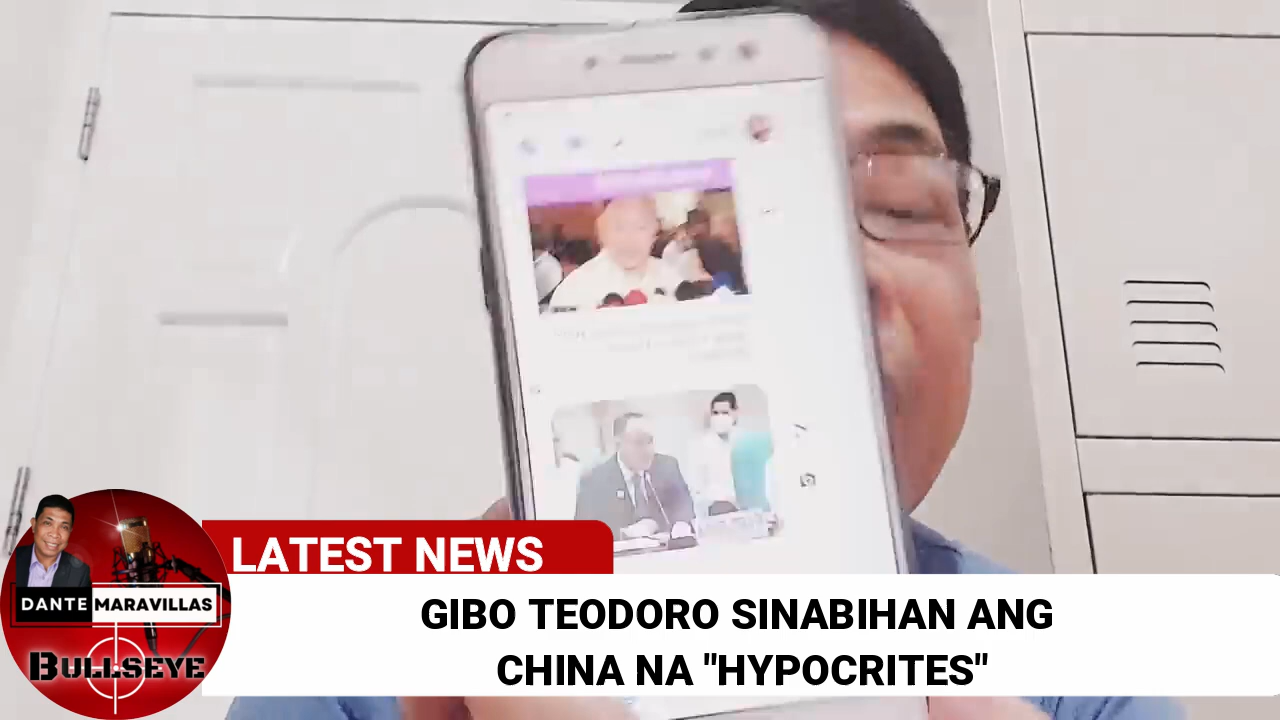 LATEST NEWS
GIBO TEODORO SINABIHAN ANG
CHINA NA "HYPOCRITES"
DANTE MARAVILLAS
BULLSEYE